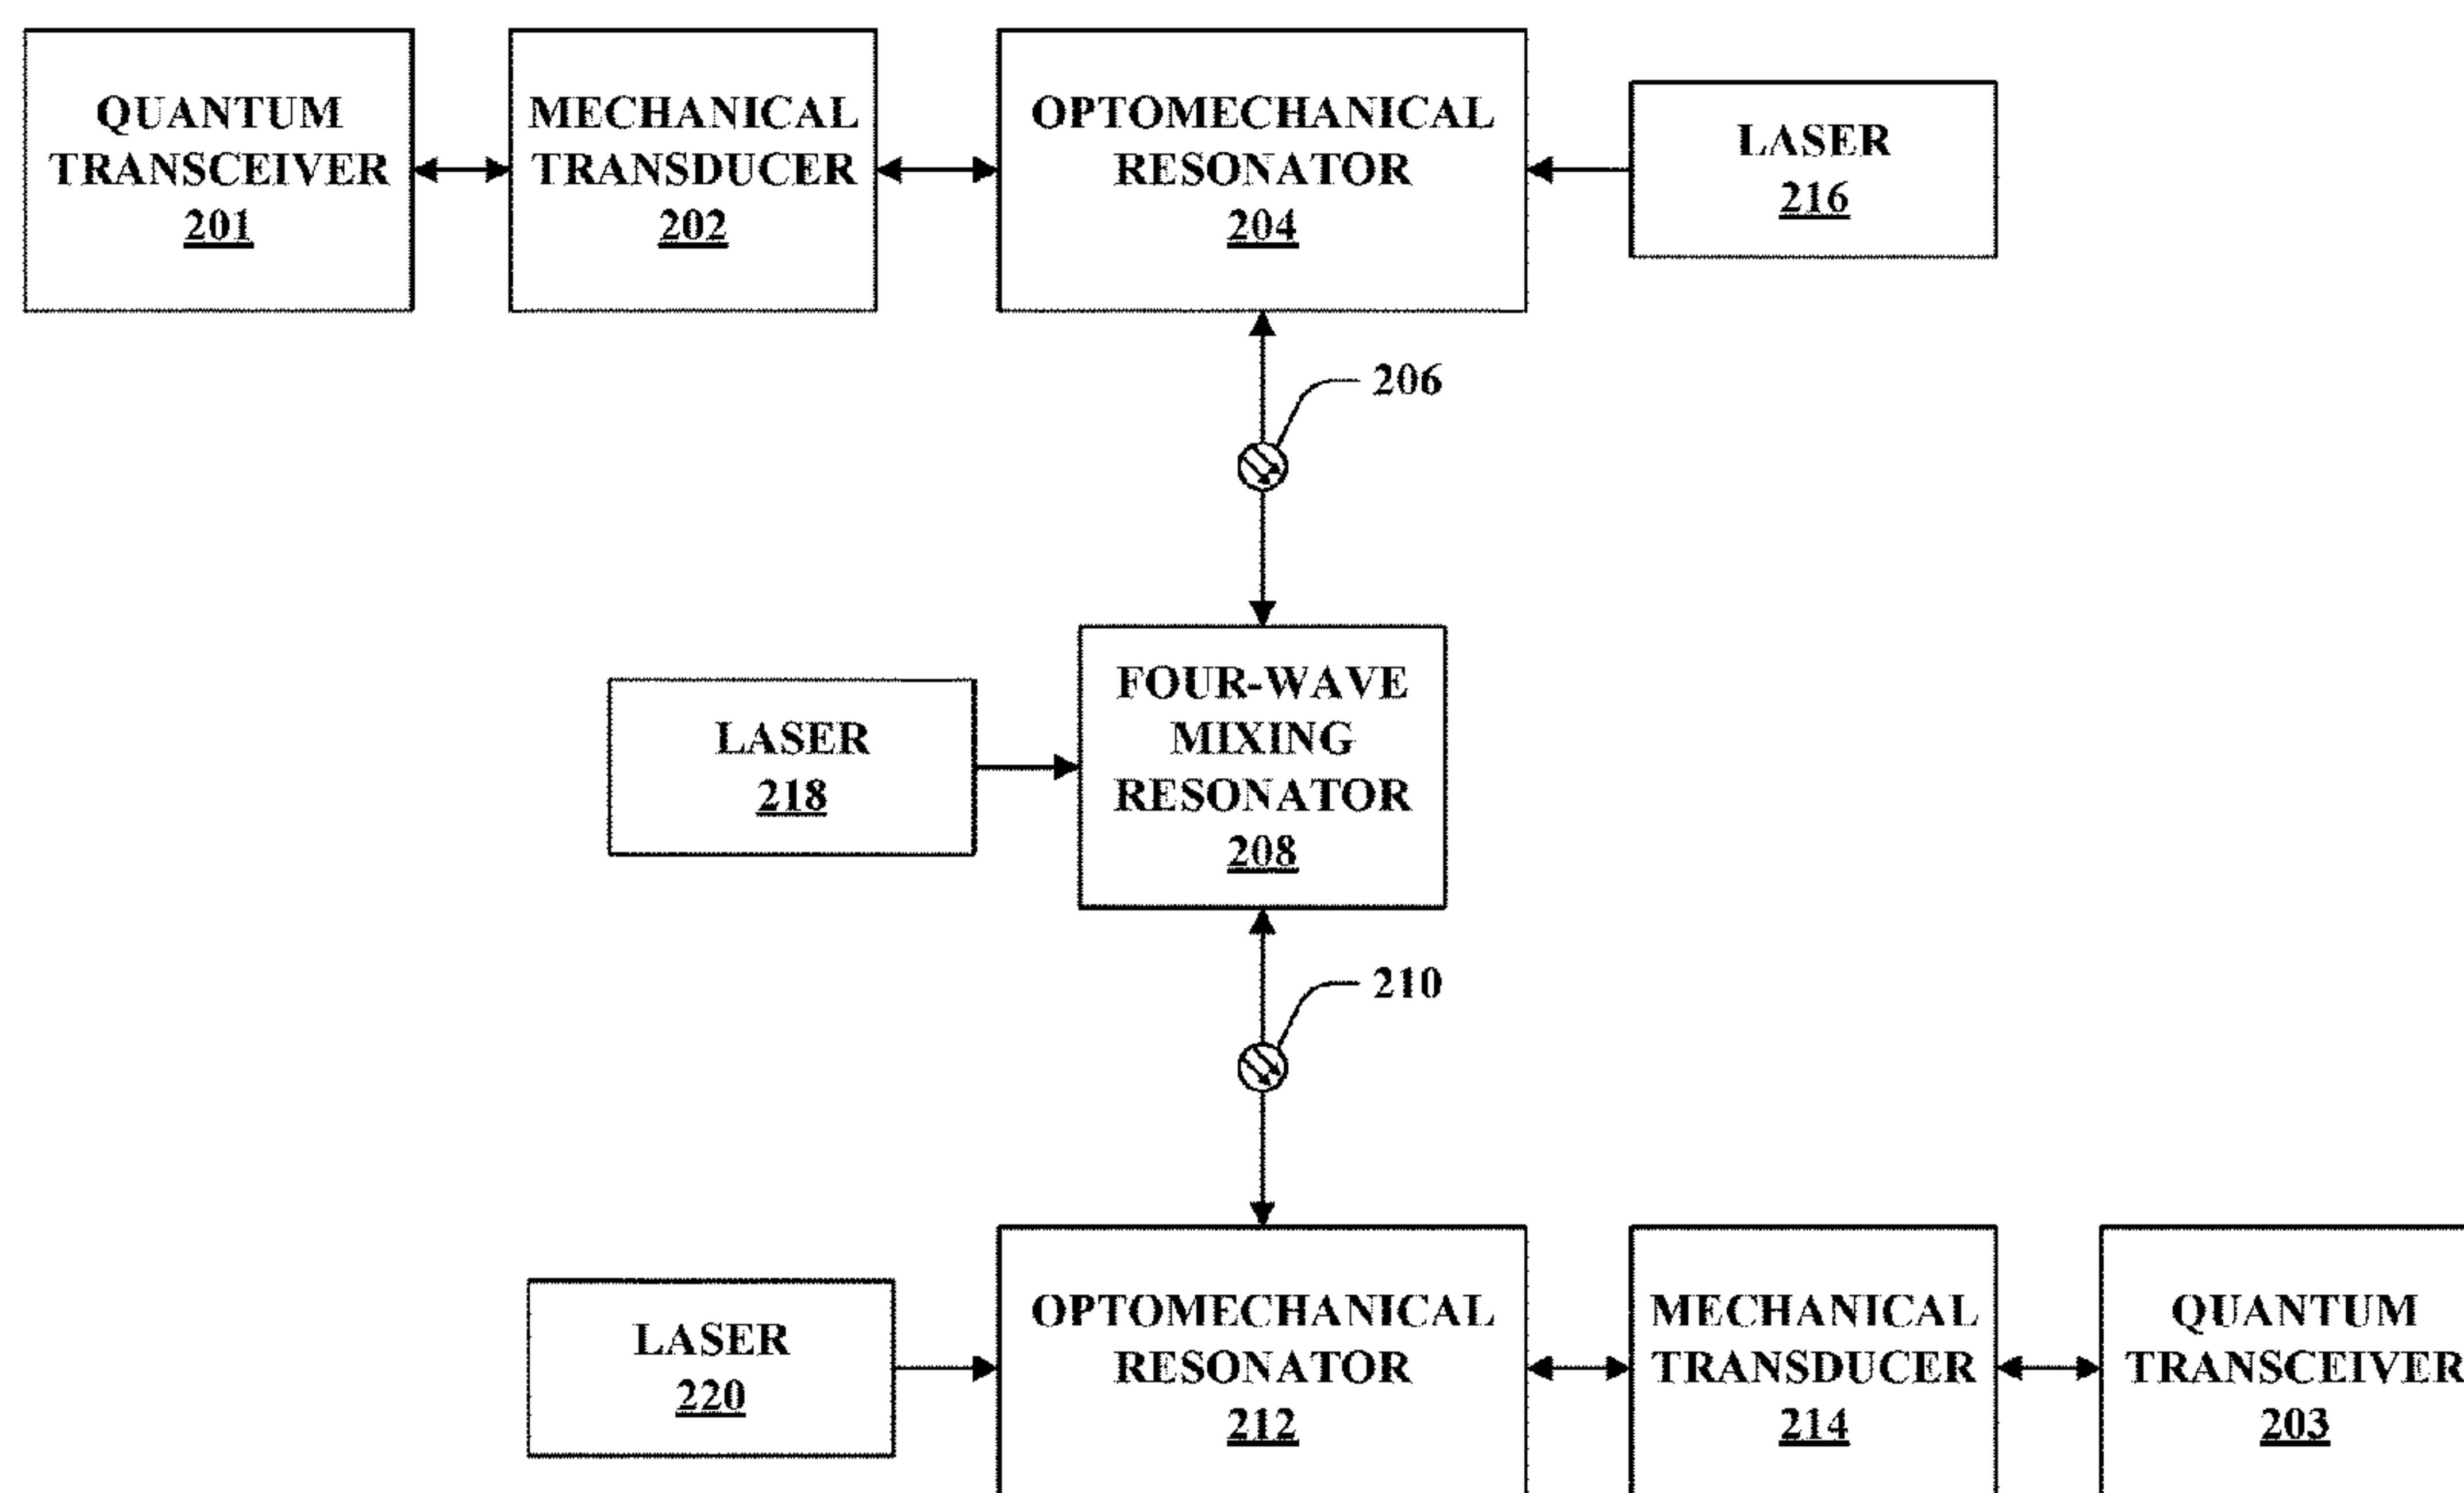 QUANTUM
TRANSCEIVER
201
MECHANICAL
TRANSDUCER
202
OPTOMECHANICAL
RESONATOR
204
LASER
216
206
LASER
218
FOUR-WAVE
MIXING
RESONATOR
208
210
LASER
220
OPTOMECHANICAL
RESONATOR
212
MECHANICAL
TRANSDUCER
214
QUANTUM
TRANSCEIVER
203